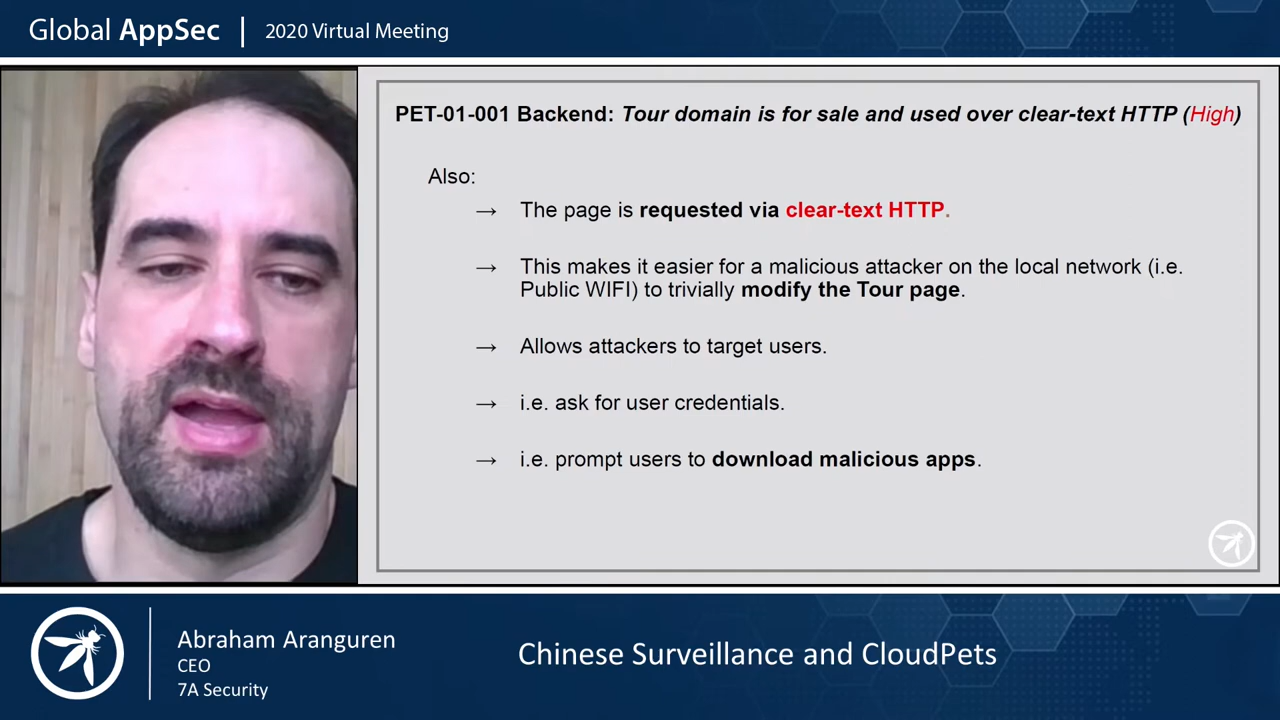 Global AppSec | 2020 Virtual Meeting
PET-01-001 Backend: Tour domain is for sale and used over clear-text HTTP (High)
Also:
→ The page is requested via clear-text HTTP.
→ This makes it easier for a malicious attacker on the local network (i.e.
Public WIFI) to trivially modify the Tour page.
→ Allows attackers to target users.
→ i.e. ask for user credentials.
→ i.e. prompt users to download malicious apps.
Abraham Aranguren
CEO
7A Security
Chinese Surveillance and CloudPets